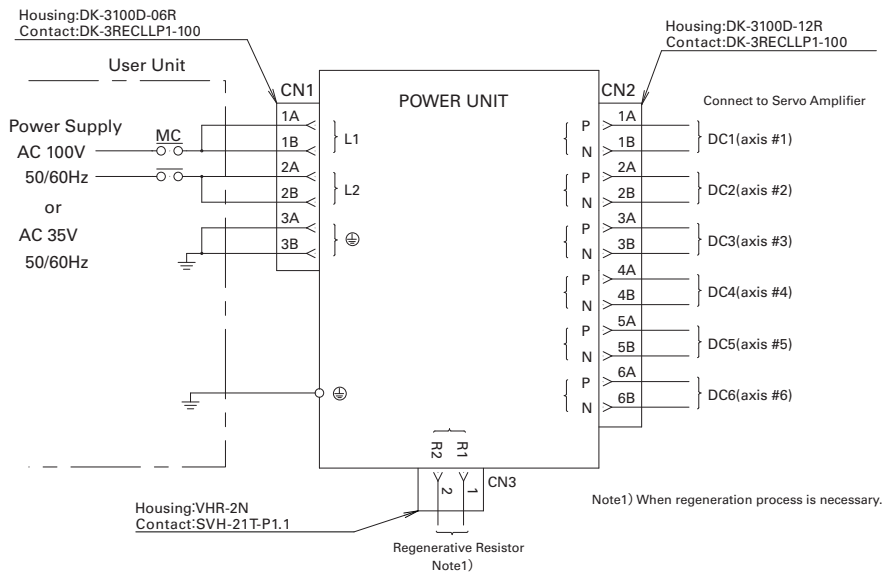 Housing:DK-3100D-06R
Contact:DK-3RECLLP1-100
Housing:DK-3100D-12R
Contact:DK-3RECLLP1-100
User Unit
CN1
POWER UNIT
CN2
Connect to Servo Amplifier
Power Supply
AC 100V
50/60Hz
or
AC 35V
50/60Hz
MC
1A
1B
L1
2A
2B
L2
3A
3B
P
N
1A
1B
DC1(axis #1)
P
N
2A
2B
DC2(axis #2)
P
N
3A
3B
DC3(axis #3)
P
N
4A
4B
DC4(axis #4)
P
N
5A
5B
DC5(axis #5)
P
N
6A
6B
DC6(axis #6)
R2
R1
2
1
CN3
Housing:VHR-2N
Contact:SVH-21T-P1.1
Regenerative Resistor
Note1)
Note1) When regeneration process is necessary.